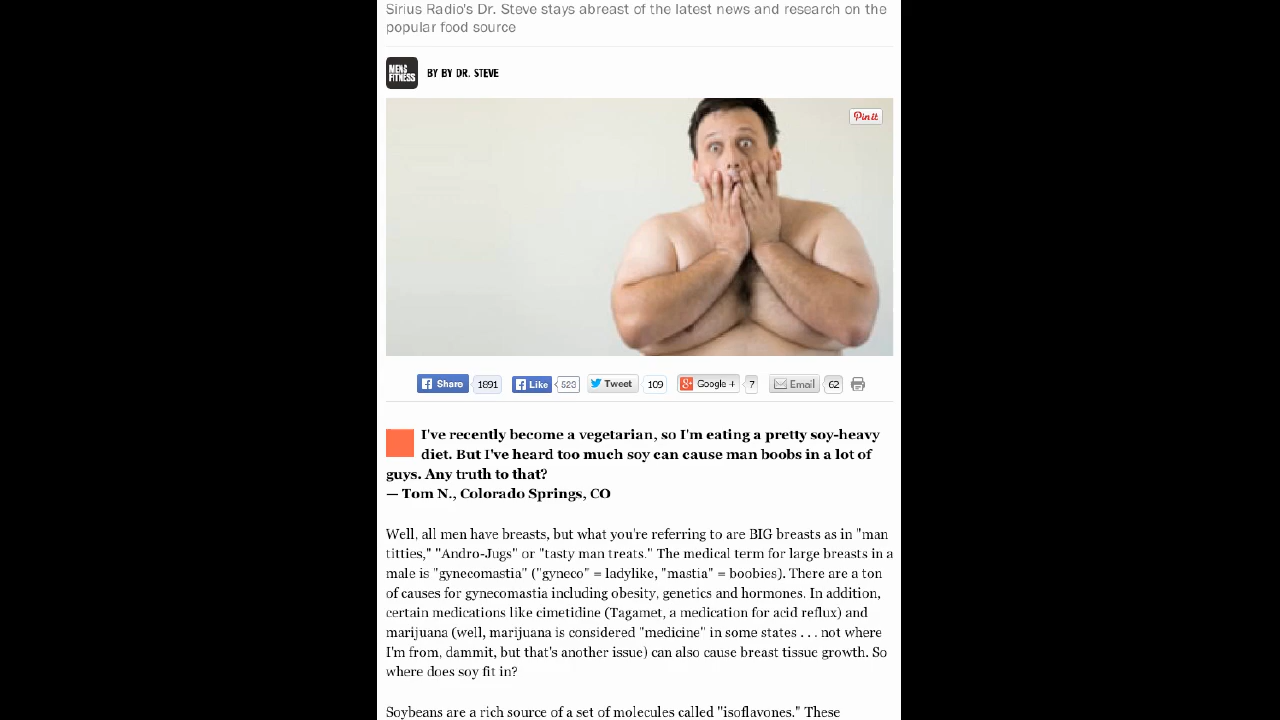 Sirius Radio's Dr. Steve stays abreast of the latest news and research on the
popular food source
MEN'S
FITNESS
BY BY DR. STEVE
Pin it
Share 1891 Like 523 Tweet 109 Google + 7 Email 62
I've recently become a vegetarian, so I'm eating a pretty soy-heavy
diet. But I've heard too much soy can cause man boobs in a lot of
guys. Any truth to that?
— Tom N., Colorado Springs, CO
Well, all men have breasts, but what you're referring to are BIG breasts as in "man
titties," "Andro-Jugs" or "tasty man treats." The medical term for large breasts in a
male is "gynecomastia" ("gyneco" = ladylike, "mastia" = boobies). There are a ton
of causes for gynecomastia including obesity, genetics and hormones. In addition,
certain medications like cimetidine (Tagamet, a medication for acid reflux) and
marijuana (well, marijuana is considered "medicine" in some states . . . not where
I'm from, dammit, but that's another issue) can also cause breast tissue growth. So
where does soy fit in?
Soybeans are a rich source of a set of molecules called "isoflavones." These